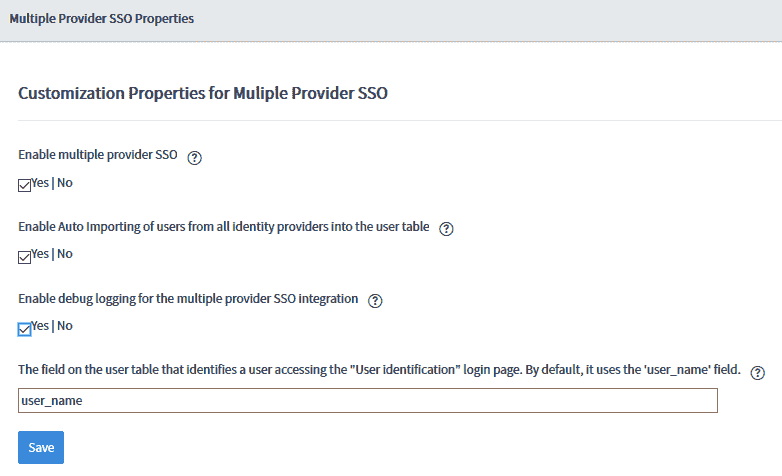 Multiple Provider SSO Properties
Customization Properties for Muliple Provider SSO
Enable multiple provider SSO ?
Yes | No
Enable Auto Importing of users from all identity providers into the user table ?
Yes | No
Enable debug logging for the multiple provider SSO integration ?
Yes | No
The field on the user table that identifies a user accessing the "User identification" login page. By default, it uses the 'user_name' field. ?
user_name
Save